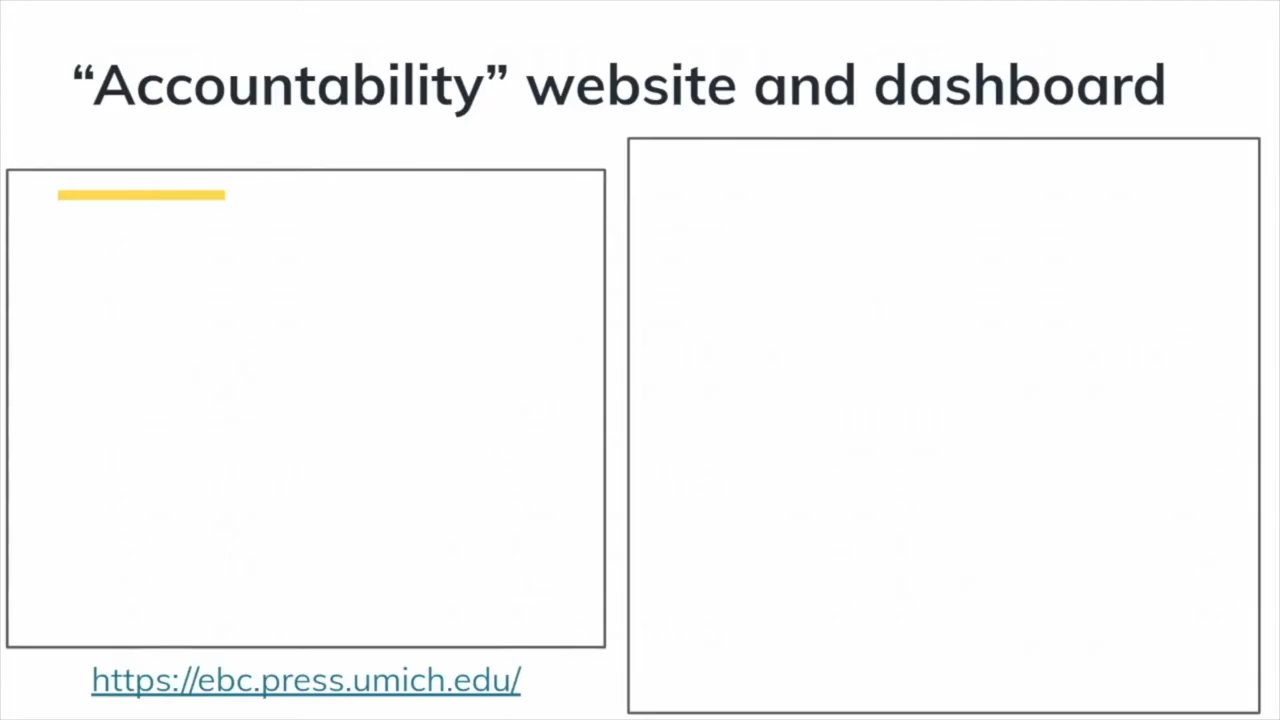 “Accountability” website and dashboard
https://ebc.press.umich.edu/